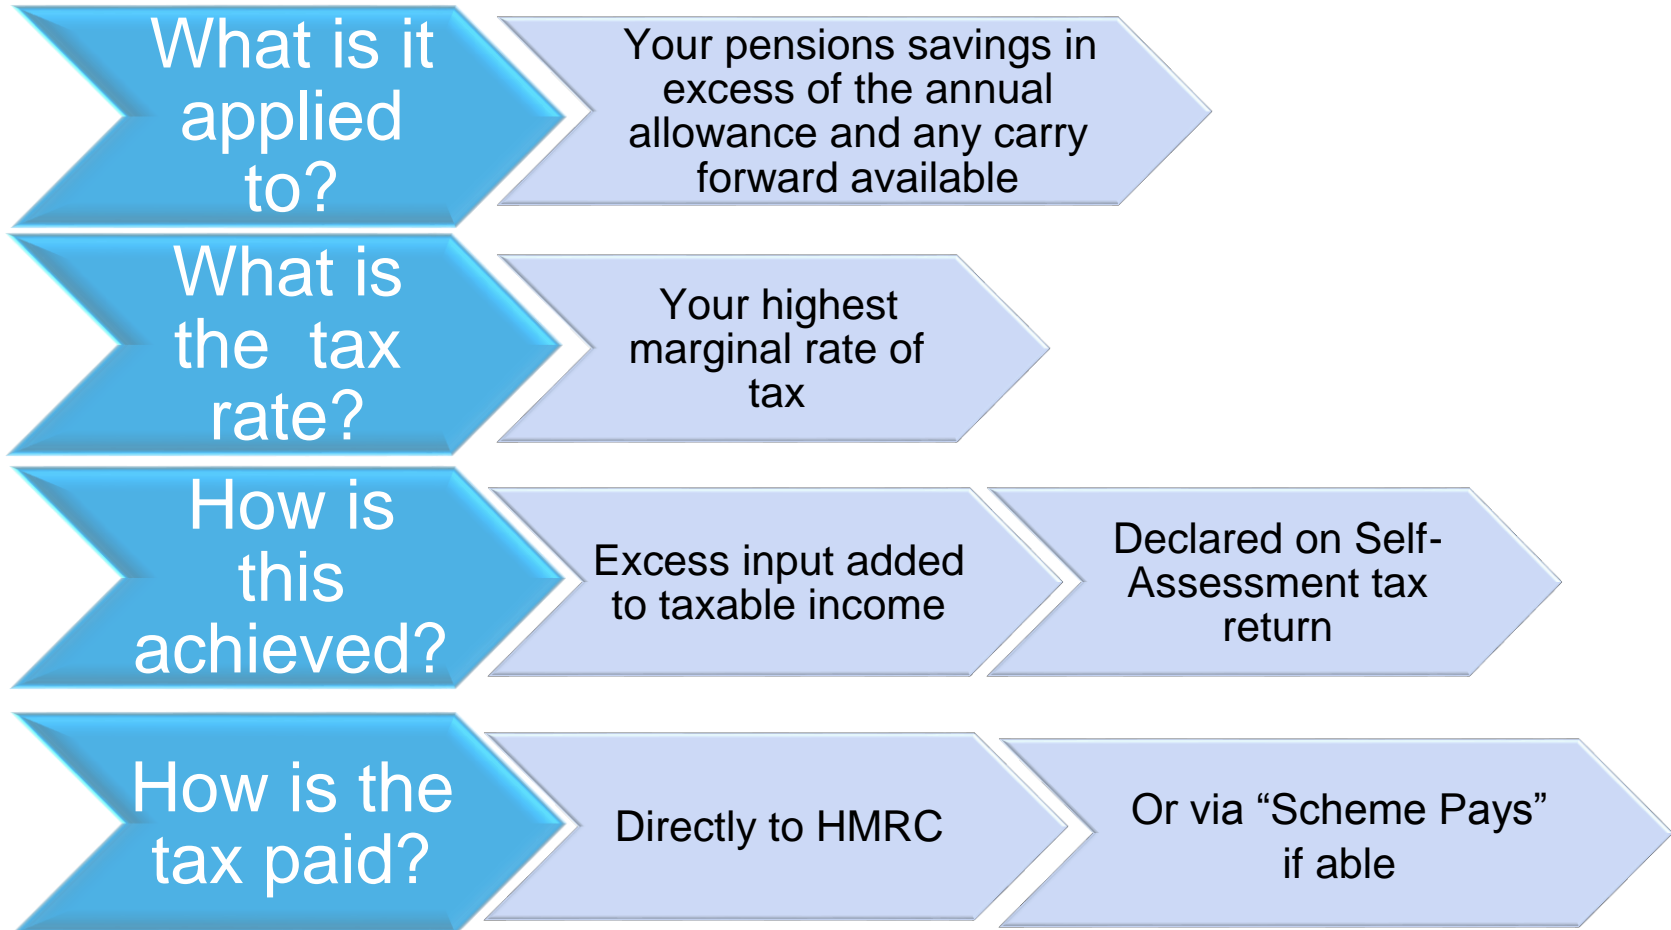 What is it
applied
to?
Your pensions savings in
excess of the annual
allowance and any carry
forward available
What is
the  tax
rate?
Your highest
marginal rate of
tax
How is
this
achieved?
Excess input added
to taxable income
Declared on Self-
Assessment tax
return
How is the
tax paid?
Directly to HMRC
Or via “Scheme Pays”
if able